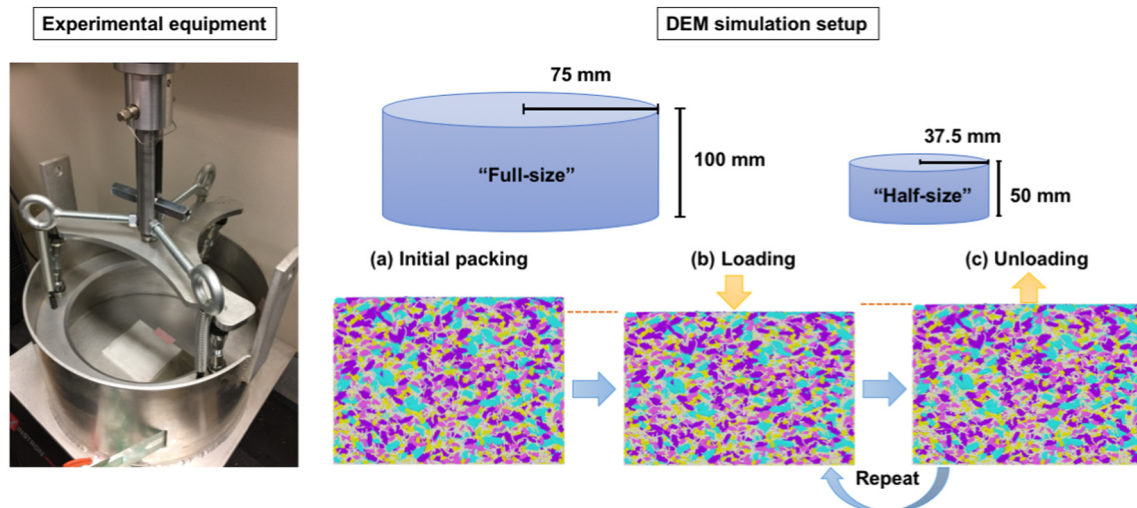 Experimental equipment
DEM simulation setup
75 mm
100 mm
“Full-size”
37.5 mm
50 mm
“Half-size”
(a) Initial packing
(b) Loading
(c) Unloading
Repeat